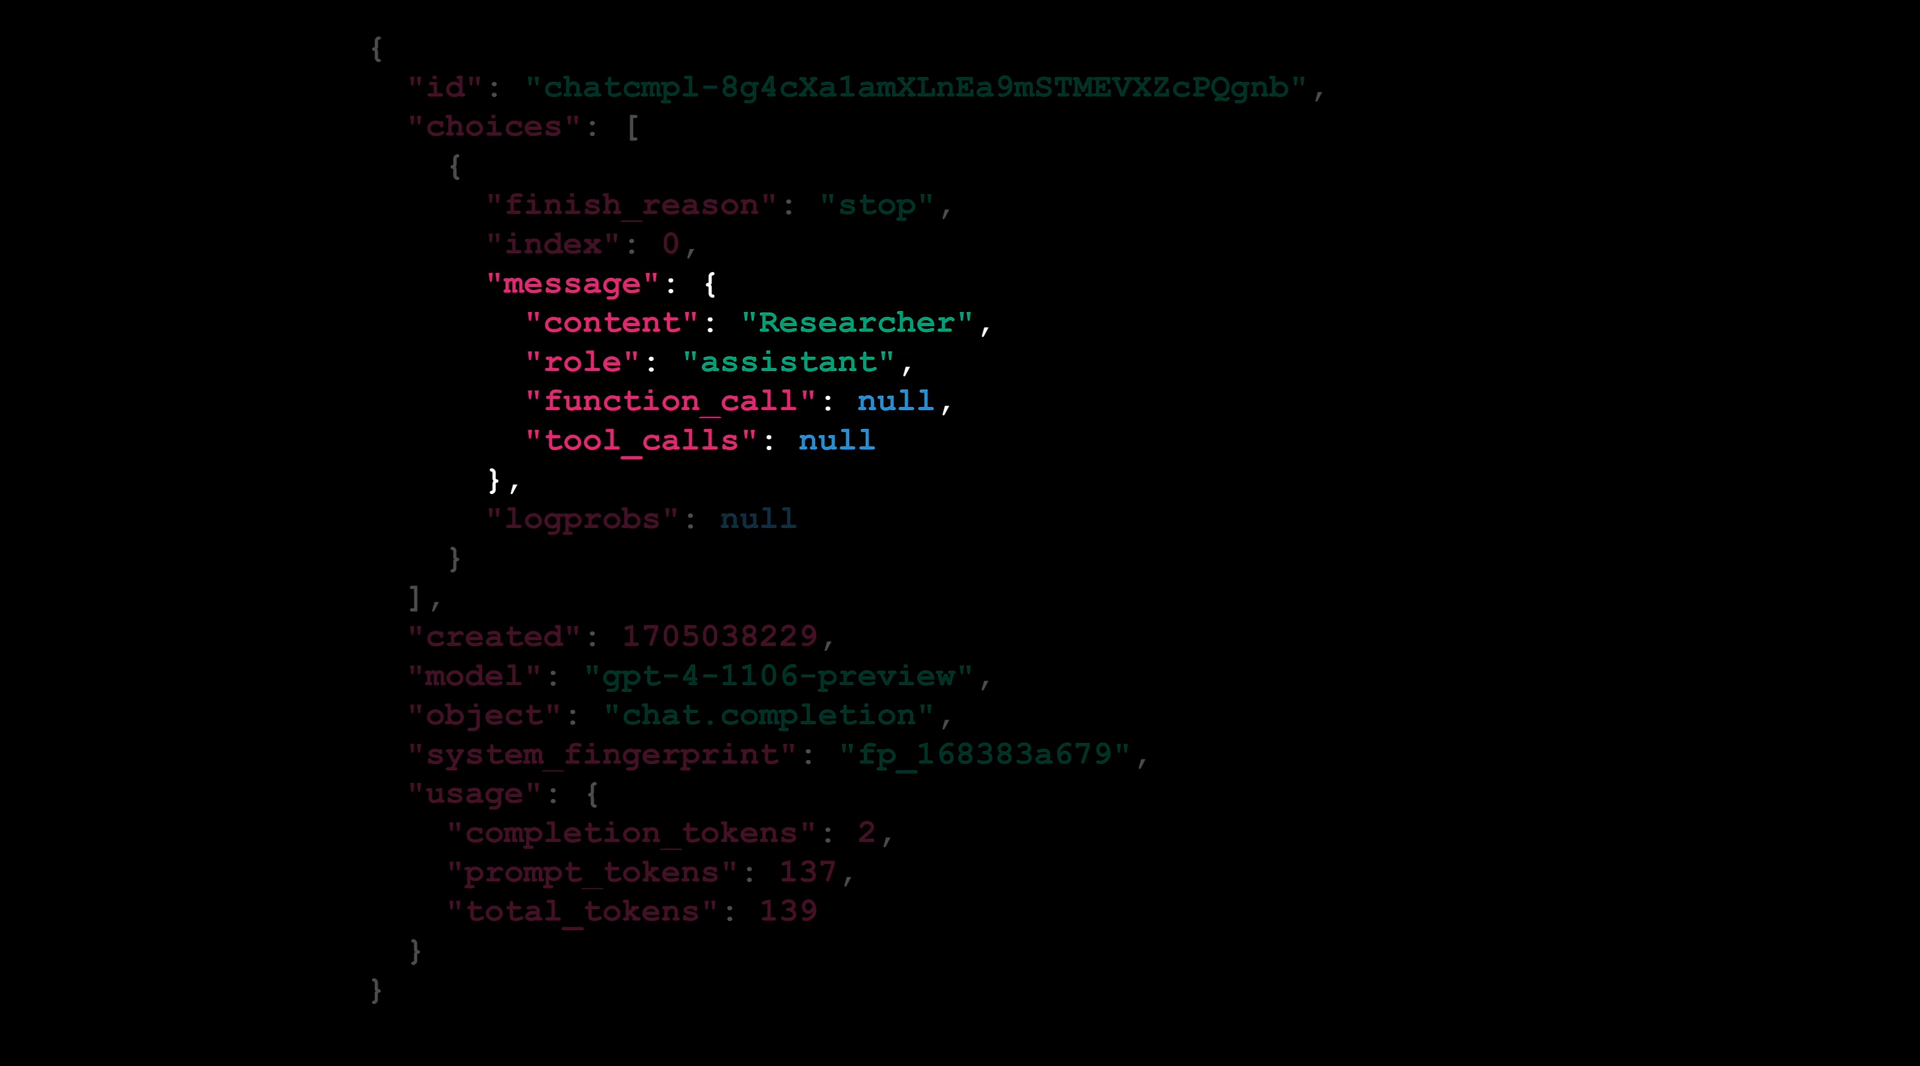 {
"id": "chatcmpl-8g4cXa1amXLnEa9mSTMEVXZcPQgnb",
"choices": [
{
"finish_reason": "stop",
"index": 0,
"message": {
"content": "Researcher",
"role": "assistant",
"function_call": null,
"tool_calls": null
},
"logprobs": null
}
],
"created": 1705038229,
"model": "gpt-4-1106-preview",
"object": "chat.completion",
"system_fingerprint": "fp_168383a679",
"usage": {
"completion_tokens": 2,
"prompt_tokens": 137,
"total_tokens": 139
}
}